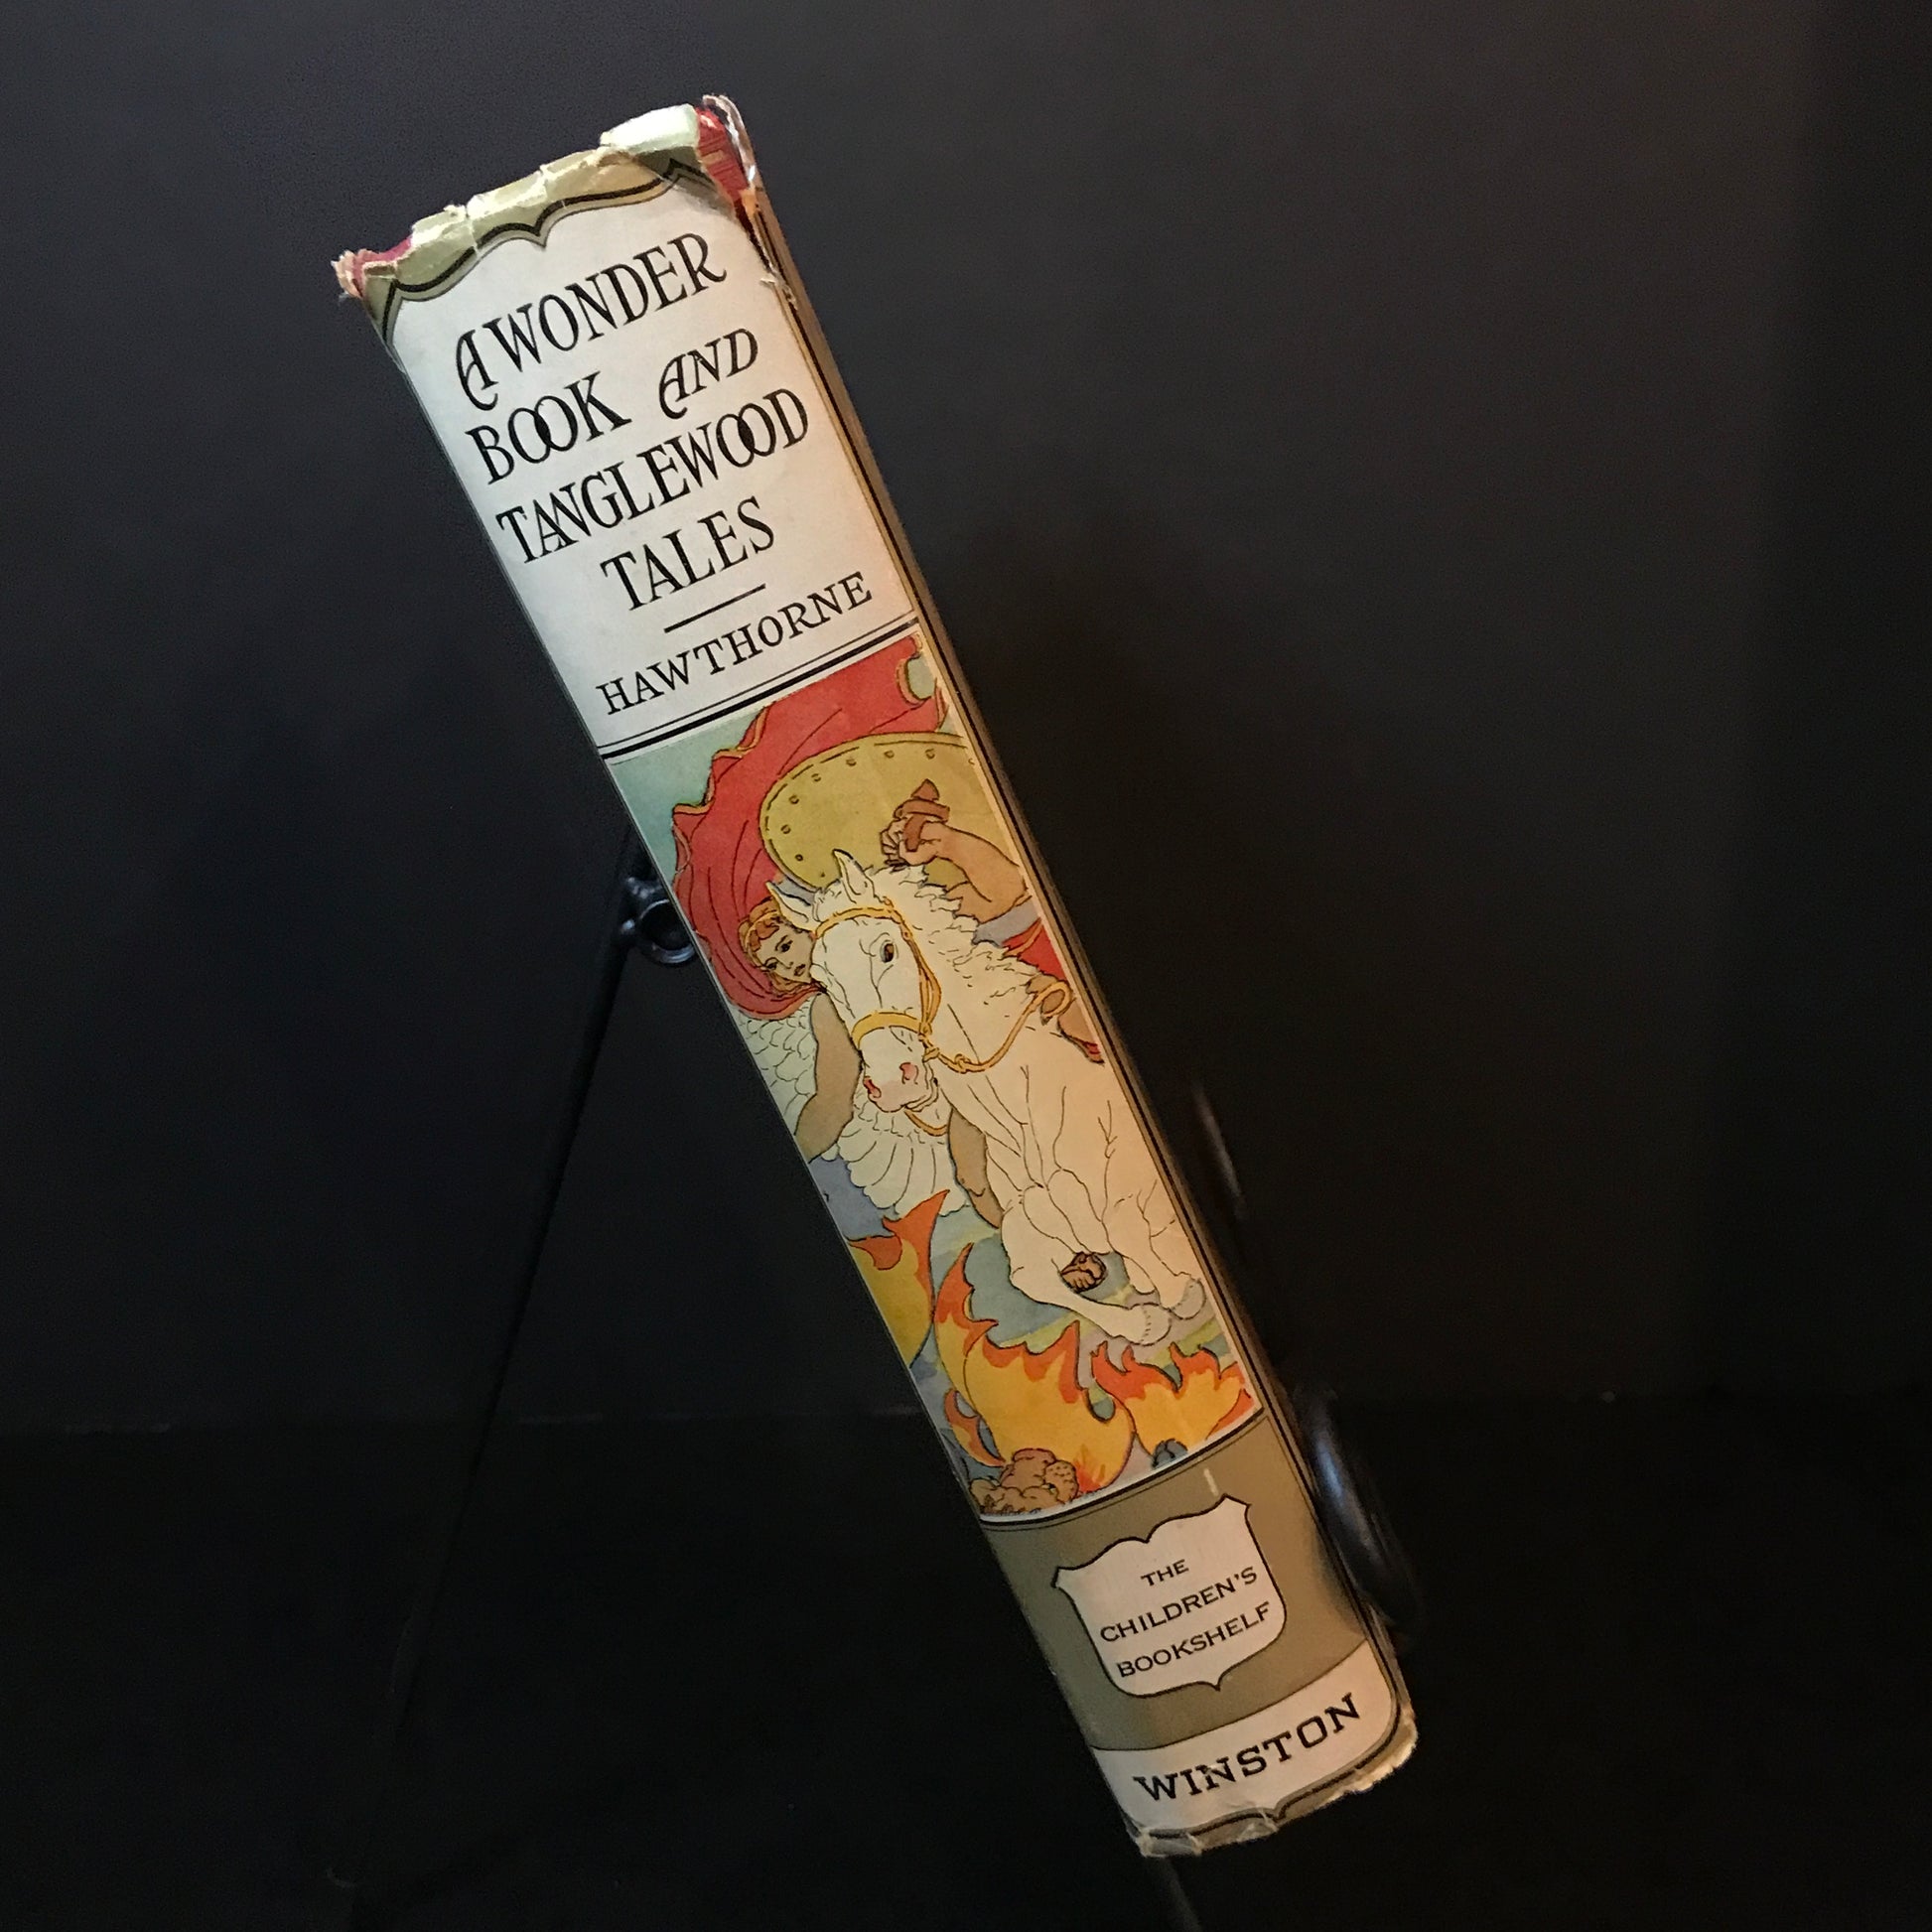 A WONDER
BOOK AND
TANGLEWOOD
TALES
HAWTHORNE
THE
CHILDREN'S
BOOKSHELF
WINSTON